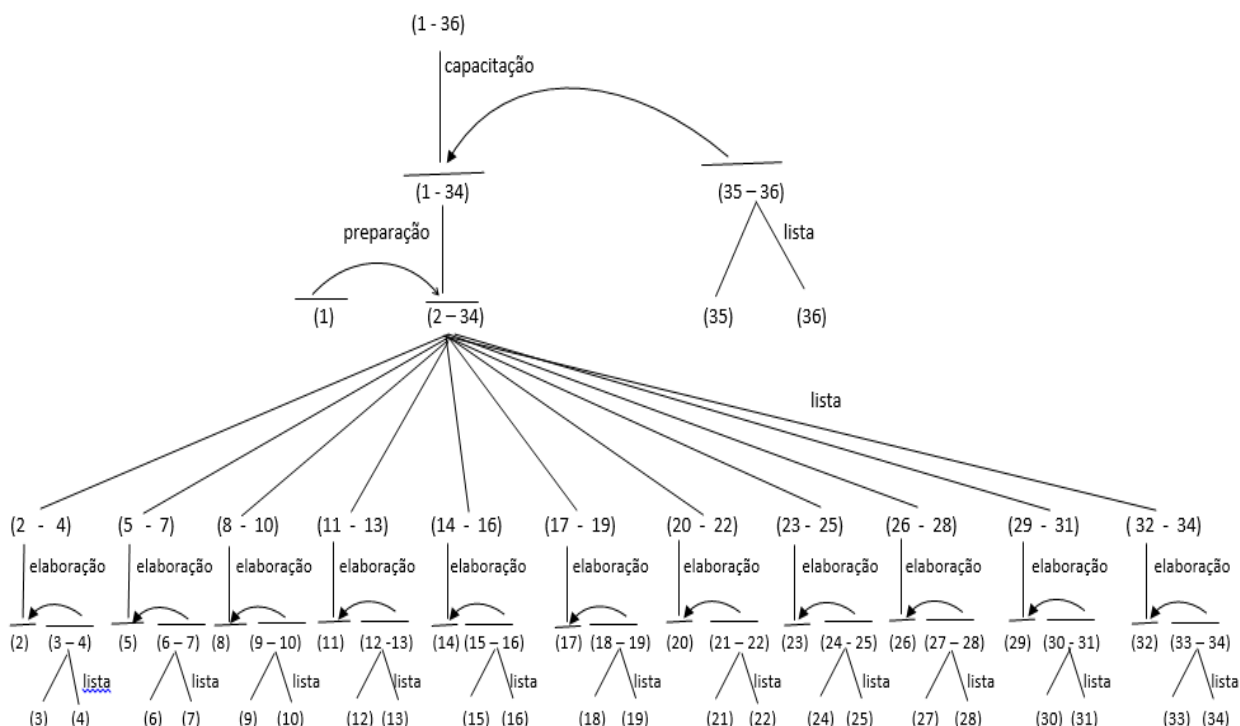 (1 - 36)
capacitação
(1 - 34) (35 – 36)
preparação lista
(1) (2 – 34) (35) (36)
lista
(2 - 4) (5 - 7) (8 - 10) (11 - 13) (14 - 16) (17 - 19) (20 - 22) (23 - 25) (26 - 28) (29 - 31) ( 32 - 34)
elaboração elaboração elaboração elaboração elaboração elaboração elaboração elaboração elaboração elaboração elaboração
(2) (3 – 4) (5) (6 – 7) (8) (9 – 10) (11) (12 -13) (14) (15 – 16) (17) (18 – 19) (20) (21 – 22) (23) (24 - 25) (26) (27 – 28) (29) (30 - 31) (32) (33 – 34)
lista lista lista lista lista lista lista lista lista lista lista
(3) (4) (6) (7) (9) (10) (12) (13) (15) (16) (18) (19) (21) (22) (24) (25) (27) (28) (30) (31) (33) (34)